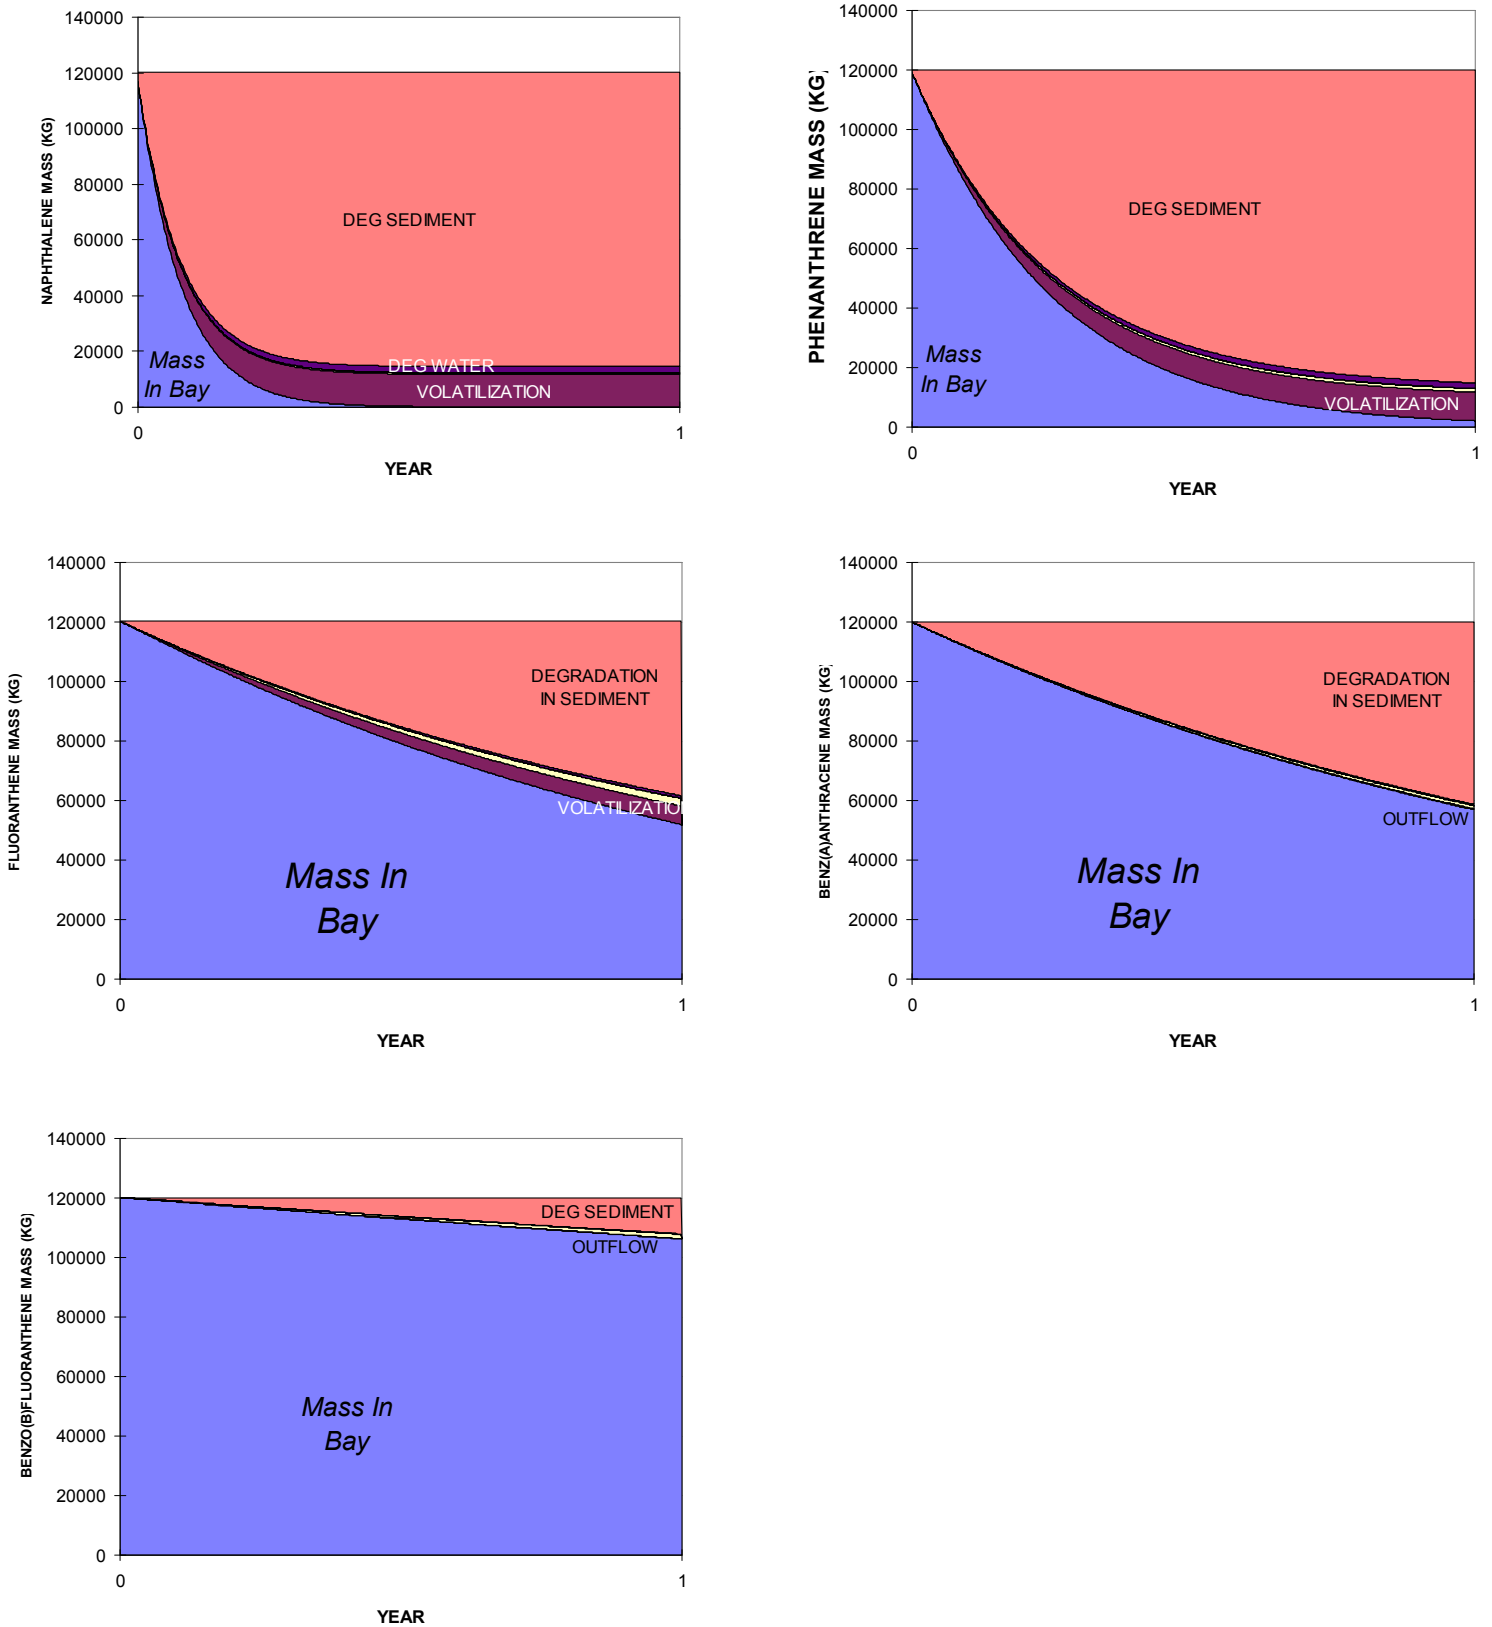 NAPHTHALENE MASS (KG)
140000
120000
100000
80000
60000
40000
20000
0
DEG SEDIMENT
DEG WATER
VOLATILIZATION
Mass
In Bay
0
1
YEAR
PHENANTHRENE MASS (KG)
140000
120000
100000
80000
60000
40000
20000
0
DEG SEDIMENT
Mass
In Bay
VOLATILIZATION
0
1
YEAR
FLUORANTHENE MASS (KG)
140000
120000
100000
80000
60000
40000
20000
0
DEGRADATION
IN SEDIMENT
VOLATILIZATIO
Mass In
Bay
0
1
YEAR
BENZ(A)ANTHRACENE MASS (KG)
140000
120000
100000
80000
60000
40000
20000
0
DEGRADATION
IN SEDIMENT
OUTFLOW
Mass In
Bay
0
1
YEAR
BENZO(B)FLUORANTHENE MASS (KG)
140000
120000
100000
80000
60000
40000
20000
0
DEG SEDIMENT
OUTFLOW
Mass In
Bay
0
1
YEAR